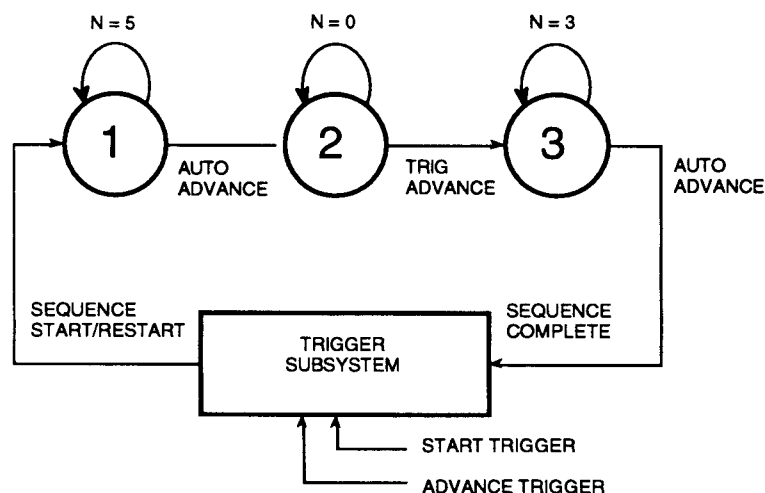 N = 5
N = 0
N = 3
1
2
3
AUTO
ADVANCE
TRIG
ADVANCE
AUTO
ADVANCE
SEQUENCE
START/RESTART
TRIGGER
SUBSYSTEM
SEQUENCE
COMPLETE
START TRIGGER
ADVANCE TRIGGER